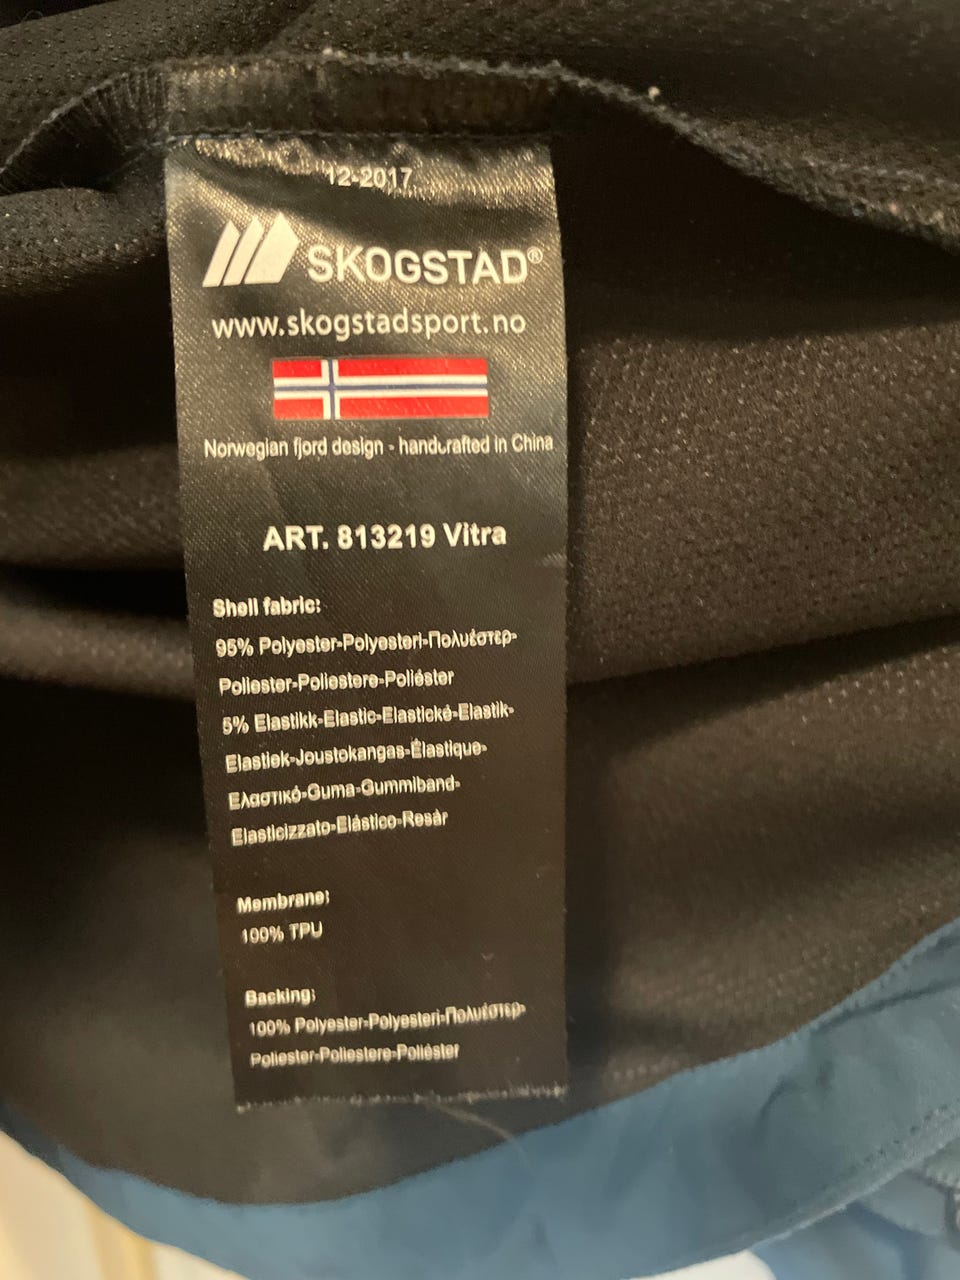 12-2017
SKOGSTAD®
www.skogstadsport.no
Norwegian fjord design - handcrafted in China
ART. 813219 Vitra
Shell fabric:
95% Polyester-Polyesteri-Πολυέστερ-
Poliester-Poliestere-Poliéster
5% Elastikk-Elastic-Elastické-Elastik-
Elastiek-Joustokangas-Élastique-
Ελαστικό-Guma-Gummiband-
Elasticizzato-Elástico-Resår
Membrane:
100% TPU
Backing:
100% Polyester-Polyesteri-Πολυέστερ-
Poliester-Poliestere-Poliéster